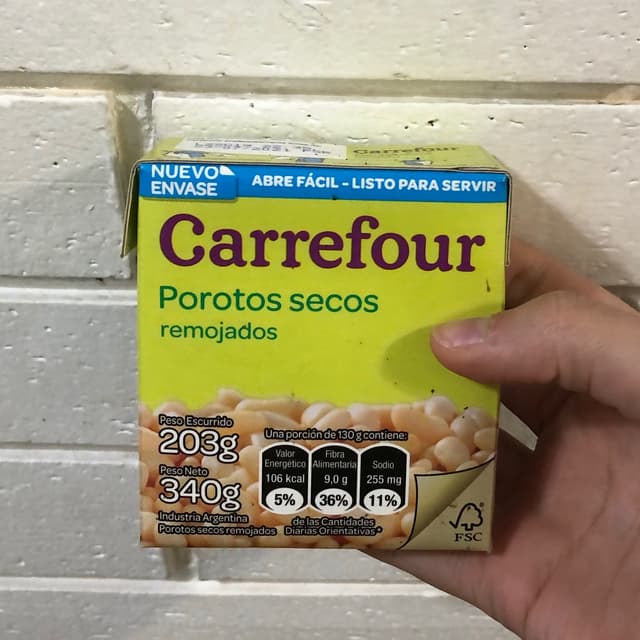 Carrefour
NUEVO
ENVASE
ABRE FÁCIL - LISTO PARA SERVIR
Carrefour
Porotos secos
remojados
Peso Escurrido
203g
Peso Neto
340g
Industria Argentina
Porotos secos remojados
Una porción de 130 g contiene:
Valor
Energético
106 kcal
5%
Fibra
Alimentaria
9,0 g
36%
Sodio
255 mg
11%
de las Cantidades
Diarias Orientativas*
FSC